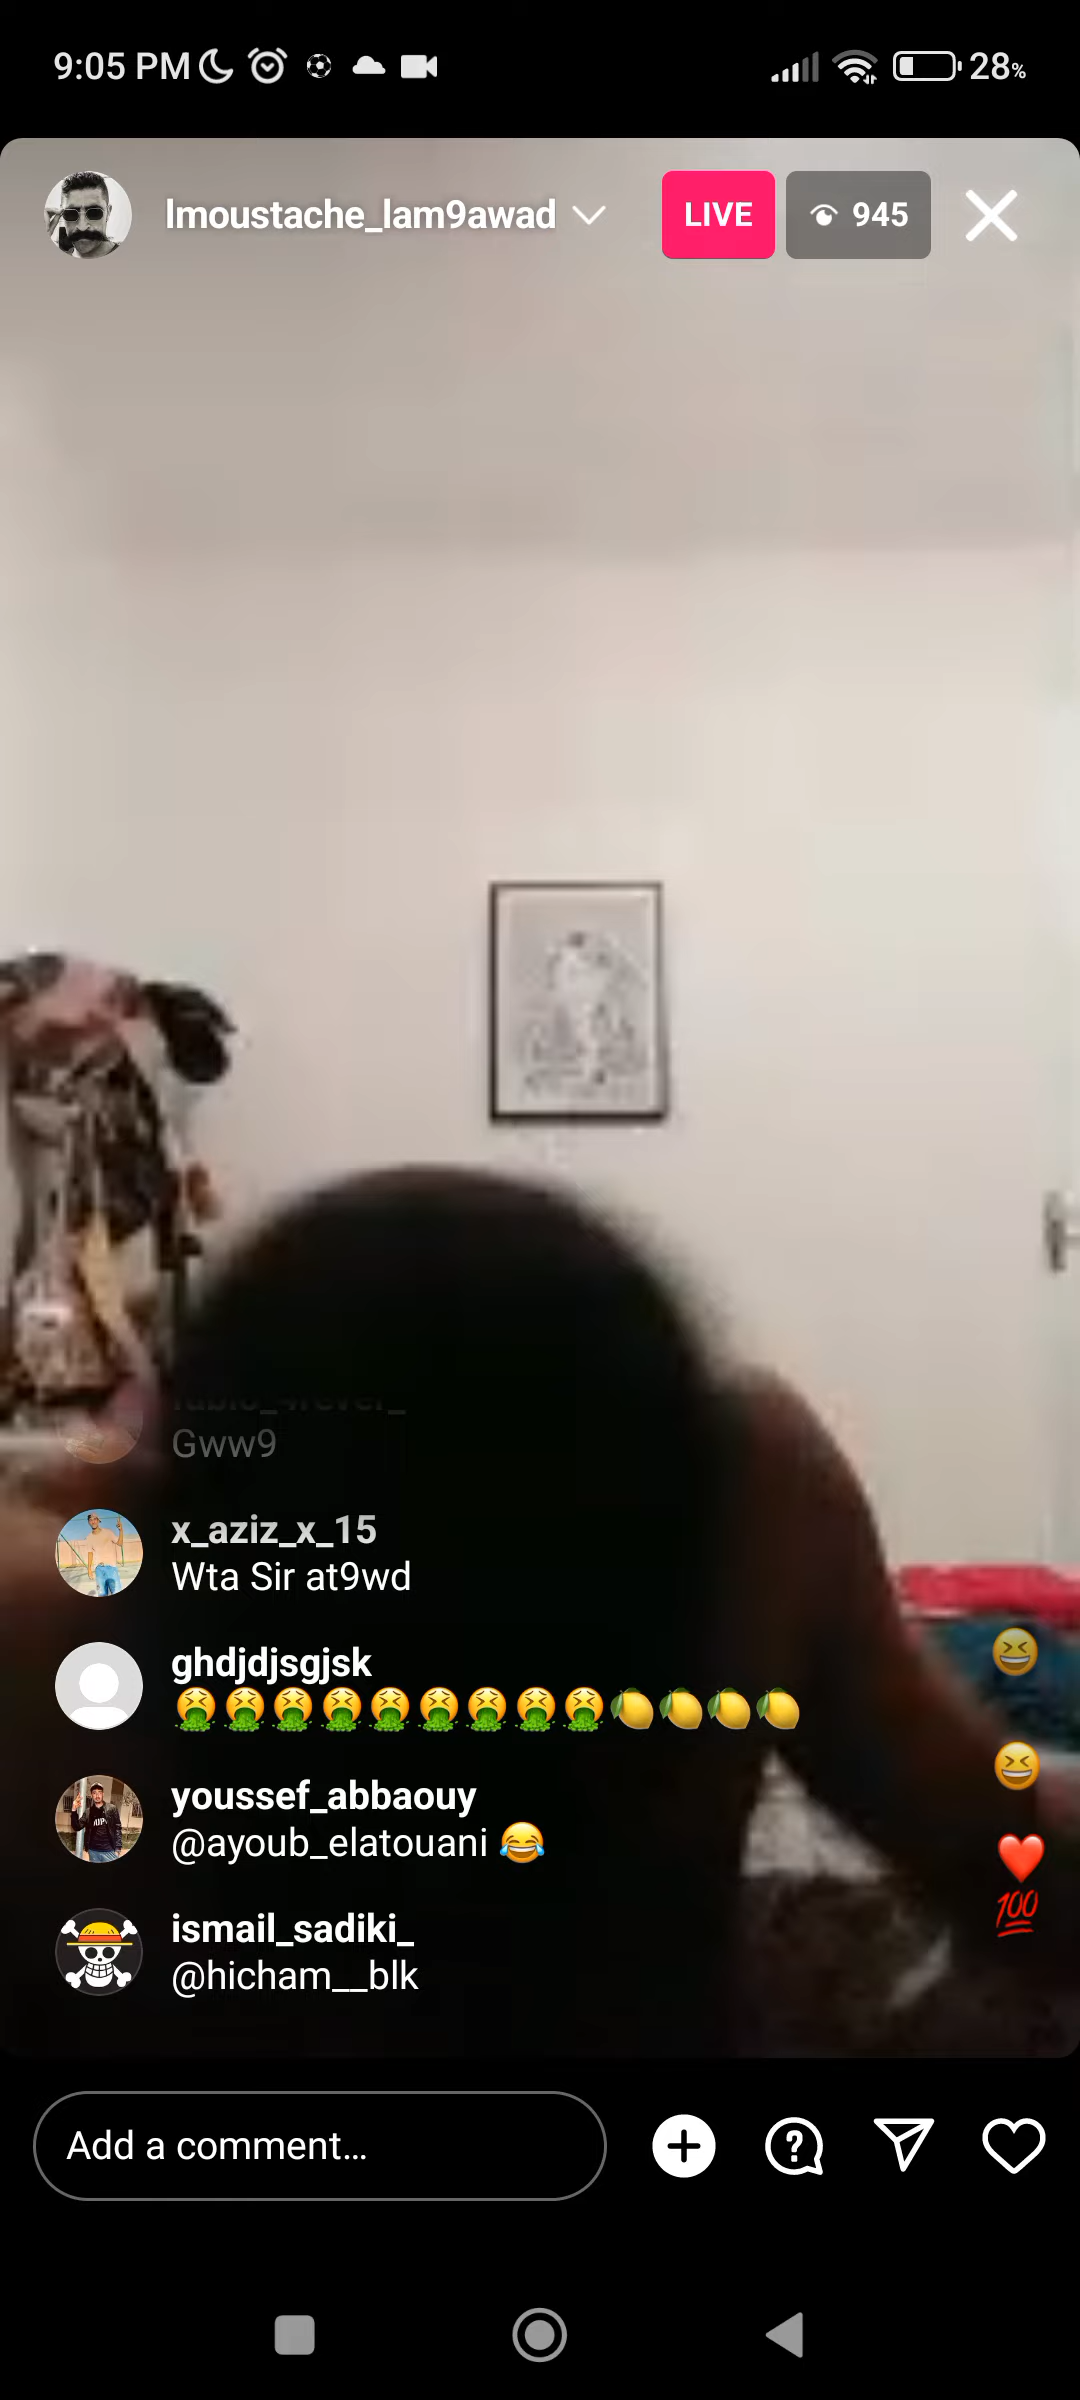 9:05 PM
28%
lmoustache_lam9awad
LIVE
945
Gww9
x_aziz_x_15
Wta Sir at9wd
ghdjdjsgjsk
🤮🤮🤮🤮🤮🤮🤮🤮🤮🍋🍋🍋🍋
youssef_abbaouy
@ayoub_elatouani 😂
ismail_sadiki_
@hicham__blk
💯
Add a comment...